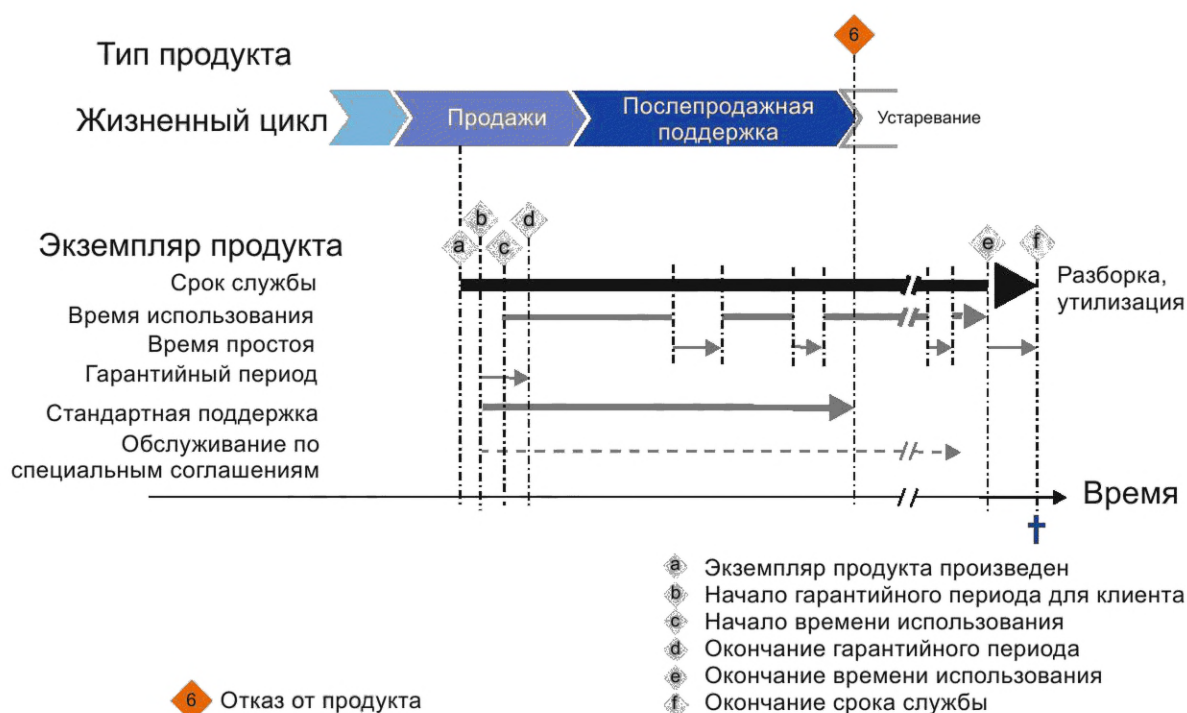 6
Тип продукта
Жизненный цикл
Продажи
Послепродажная
поддержка
Устаревание
b
d
Экземпляр продукта
a
c
e
f
Срок службы
Разборка,
утилизация
Время использования
Время простоя
Гарантийный период
Стандартная поддержка
Обслуживание по
специальным соглашениям
Время
a Экземпляр продукта произведен
b Начало гарантийного периода для клиента
c Начало времени использования
d Окончание гарантийного периода
e Окончание времени использования
f Окончание срока службы
6 Отказ от продукта